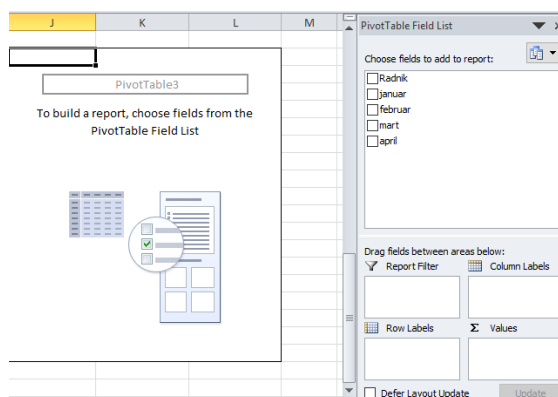 J K L M
PivotTable3
To build a report, choose fields from the
PivotTable Field List
PivotTable Field List
Choose fields to add to report:
Radnik
januar
februar
mart
april
Drag fields between areas below:
Report Filter
Column Labels
Row Labels
Σ Values
Defer Layout Update
Update